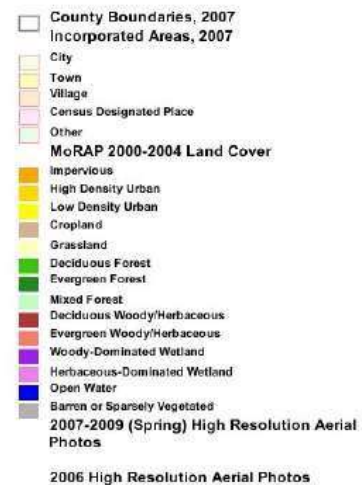 County Boundaries, 2007
Incorporated Areas, 2007
City
Town
Village
Census Designated Place
Other
MoRAP 2000-2004 Land Cover
Impervious
High Density Urban
Low Density Urban
Cropland
Grassland
Deciduous Forest
Evergreen Forest
Mixed Forest
Deciduous Woody/Herbaceous
Evergreen Woody/Herbaceous
Woody-Dominated Wetland
Herbaceous-Dominated Wetland
Open Water
Barren or Sparsely Vegetated
2007-2009 (Spring) High Resolution Aerial
Photos
2006 High Resolution Aerial Photos